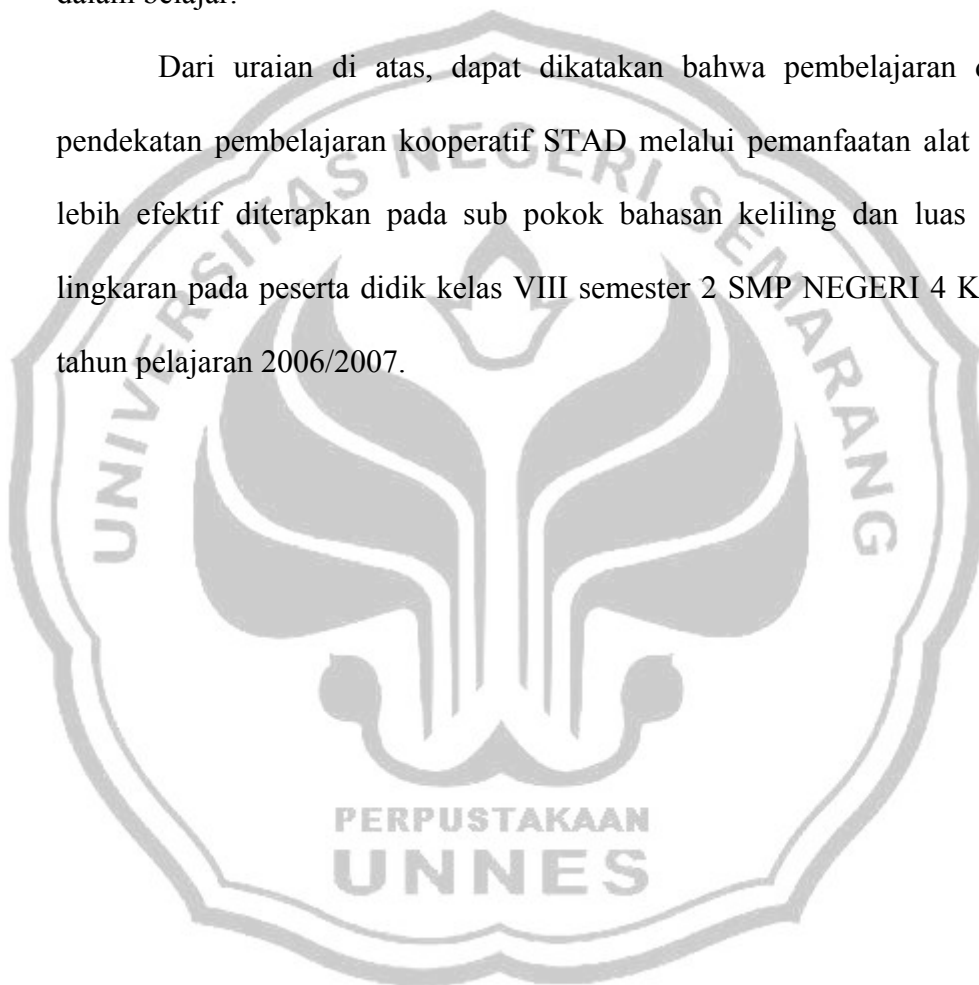 dalam belajar.
Dari uraian di atas, dapat dikatakan bahwa pembelajaran
pendekatan pembelajaran kooperatif STAD melalui pemanfaatan alat
lebih efektif diterapkan pada sub pokok bahasan keliling dan luas
lingkaran pada peserta didik kelas VIII semester 2 SMP NEGERI 4 K
tahun pelajaran 2006/2007.
UNIVERSITAS NEGERI SEMARANG
PERPUSTAKAAN
UNNES